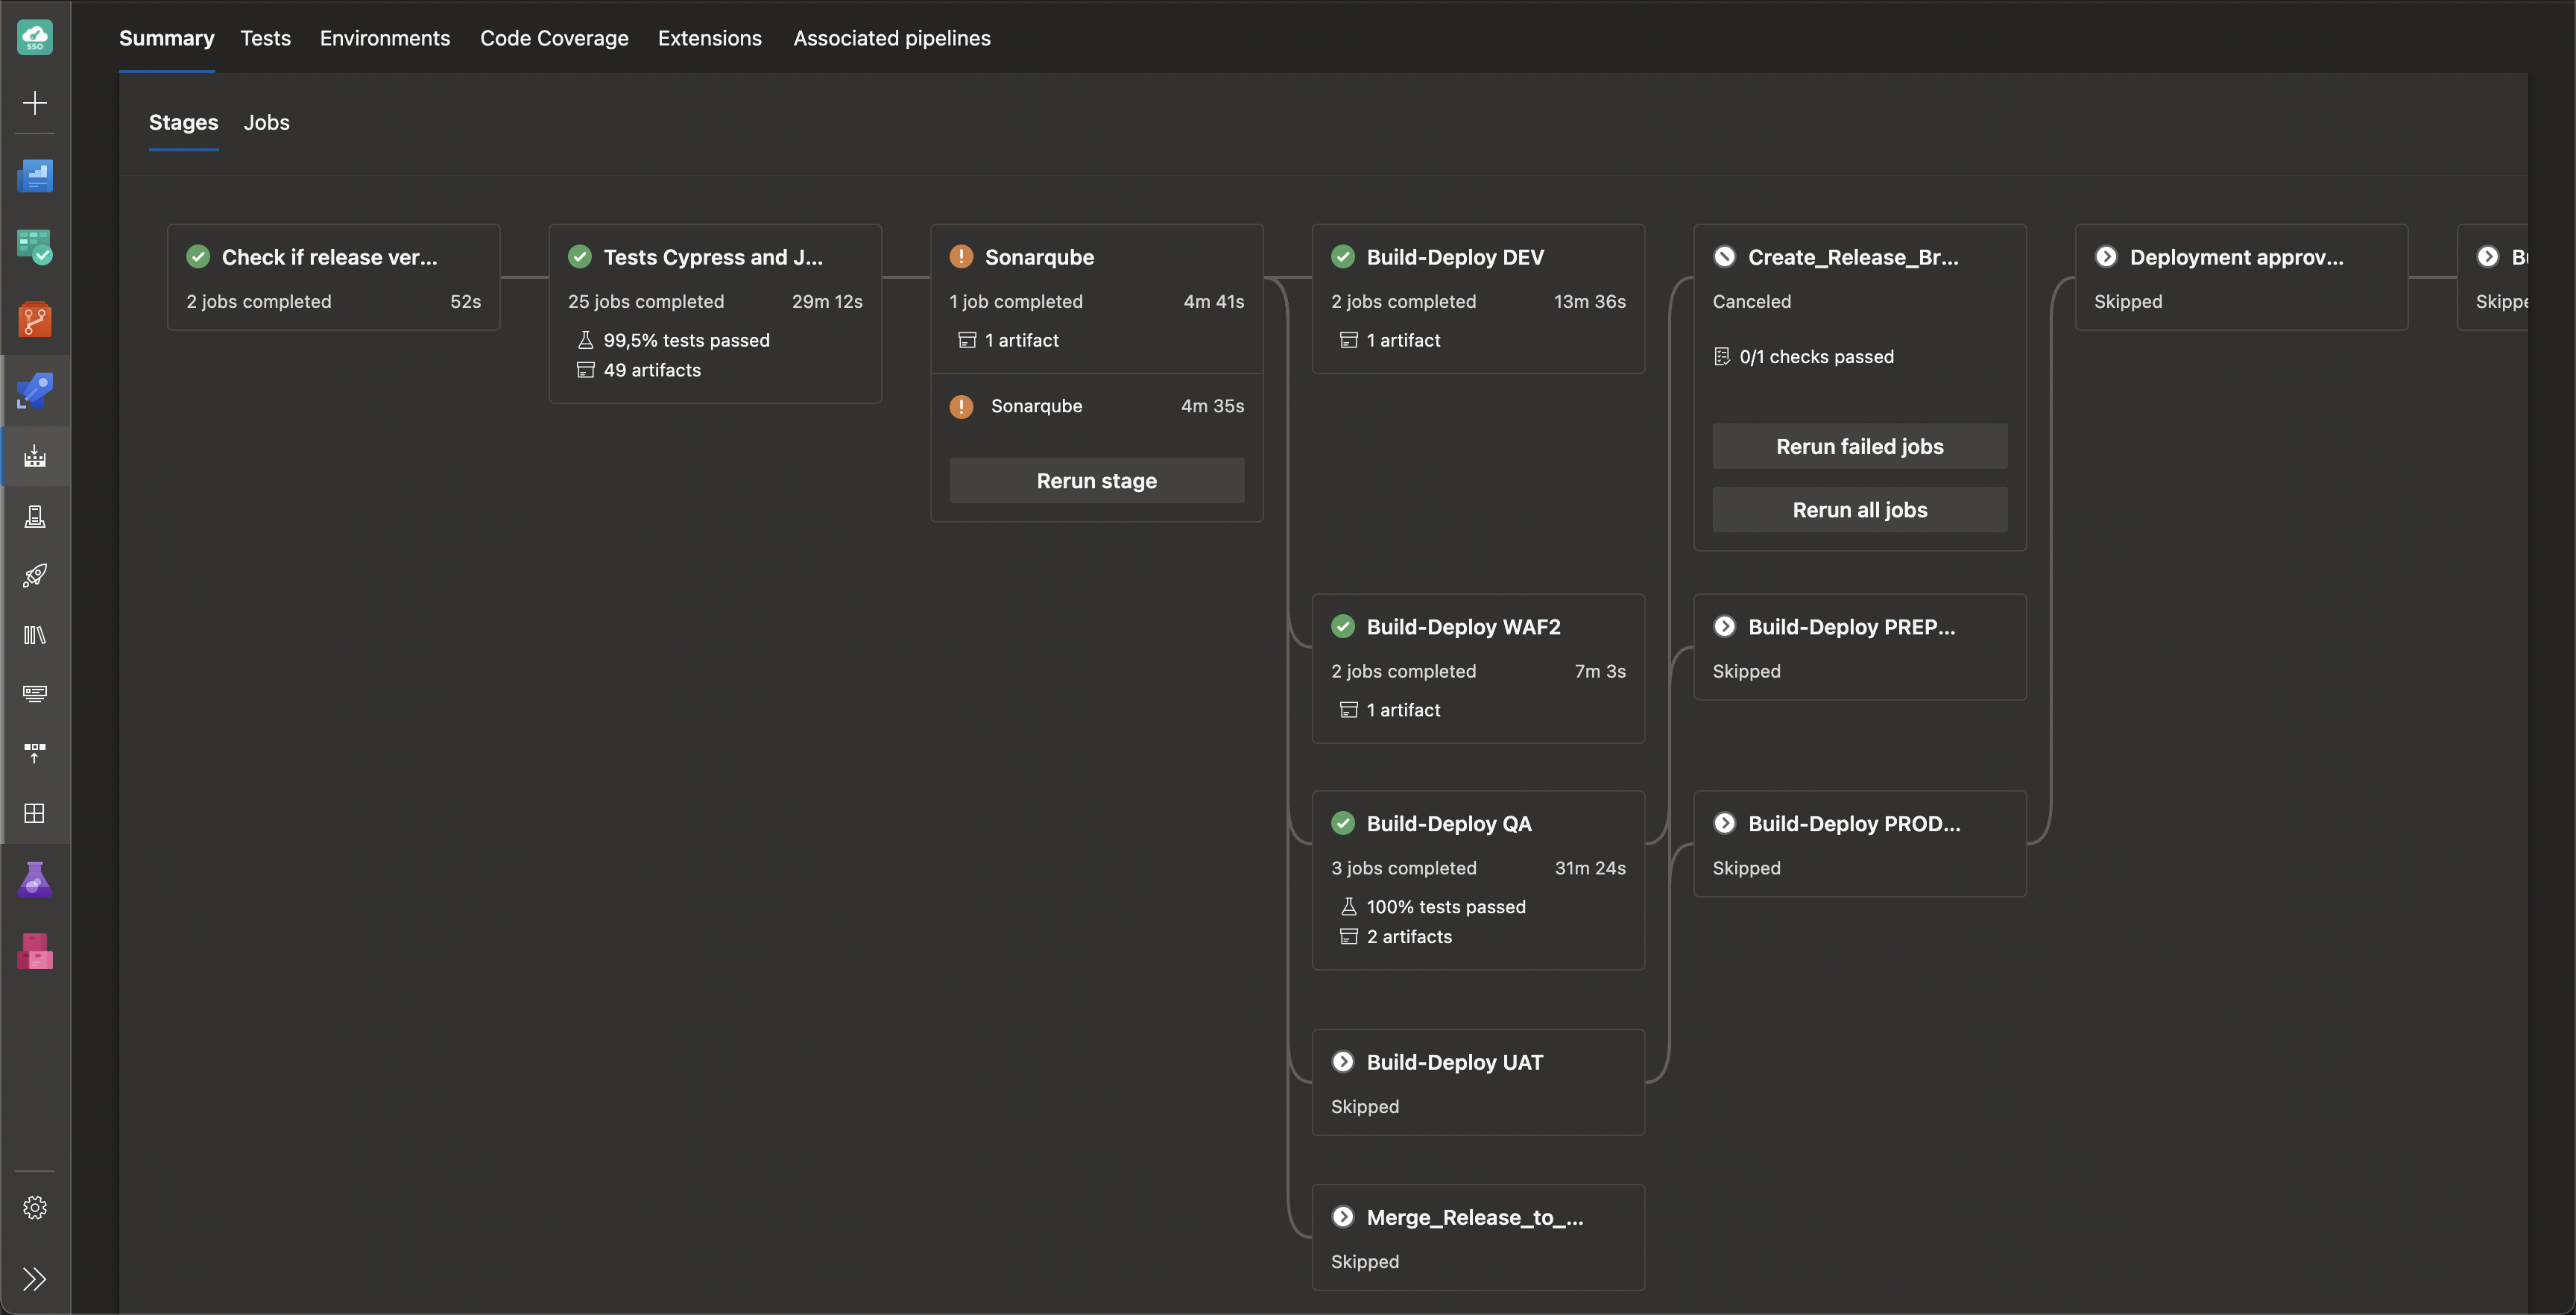 SSO
Summary
Tests
Environments
Code Coverage
Extensions
Associated pipelines
Stages
Jobs
Check if release ver...
2 jobs completed
52s
Tests Cypress and J...
25 jobs completed
29m 12s
99,5% tests passed
49 artifacts
Sonarqube
1 job completed
4m 41s
1 artifact
Sonarqube
4m 35s
Rerun stage
Build-Deploy DEV
2 jobs completed
13m 36s
1 artifact
Build-Deploy WAF2
2 jobs completed
7m 3s
1 artifact
Build-Deploy QA
3 jobs completed
31m 24s
100% tests passed
2 artifacts
Build-Deploy UAT
Skipped
Merge_Release_to_...
Skipped
Create_Release_Br...
Canceled
0/1 checks passed
Rerun failed jobs
Rerun all jobs
Build-Deploy PREP...
Skipped
Build-Deploy PROD...
Skipped
Deployment approv...
Skipped